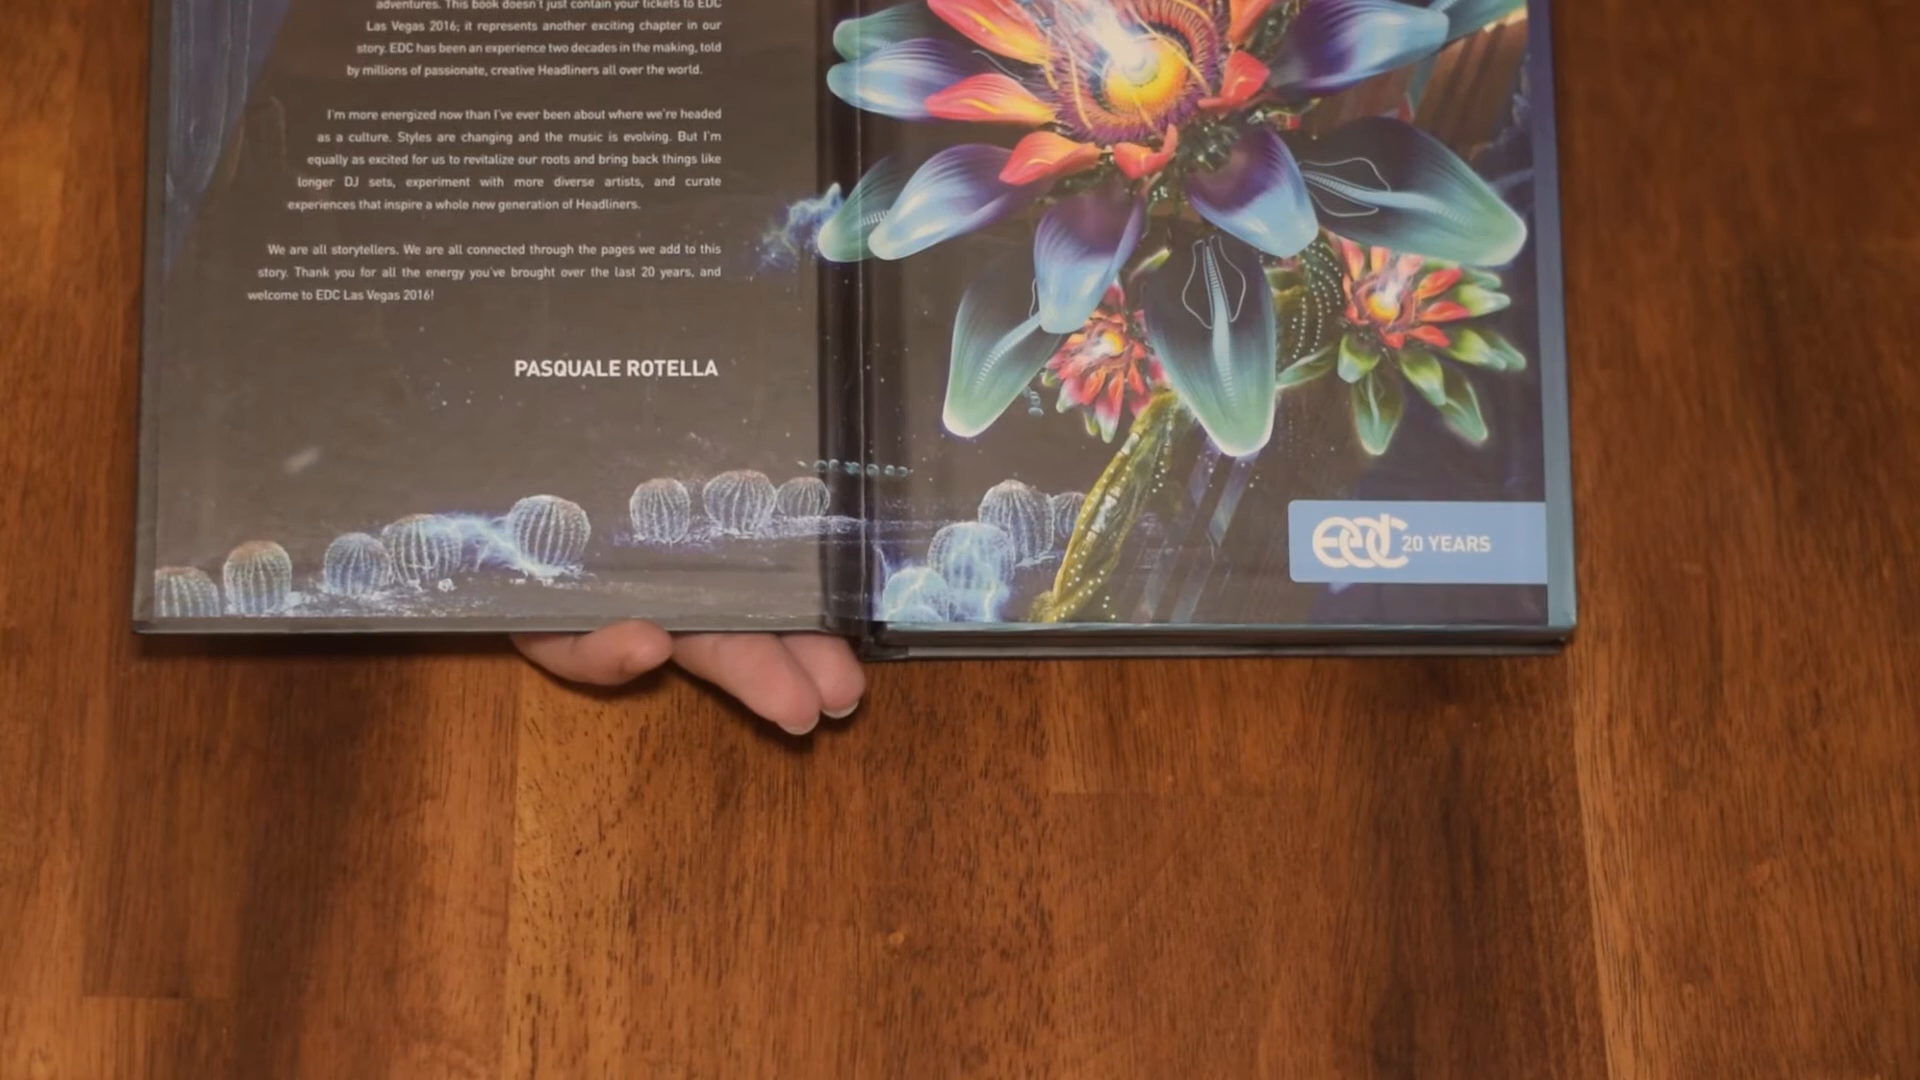 adventures. This book doesn't just contain your tickets to EDC
Las Vegas 2016; it represents another exciting chapter in our
story. EDC has been an experience two decades in the making, told
by millions of passionate, creative Headliners all over the world.
I'm more energized now than I've ever been about where we're headed
as a culture. Styles are changing and the music is evolving. But I'm
equally as excited for us to revitalize our roots and bring back things like
longer DJ sets, experiment with more diverse artists, and curate
experiences that inspire a whole new generation of Headliners.
We are all storytellers. We are all connected through the pages we add to this
story. Thank you for all the energy you've brought over the last 20 years, and
welcome to EDC Las Vegas 2016!
PASQUALE ROTELLA
EDC 20 YEARS